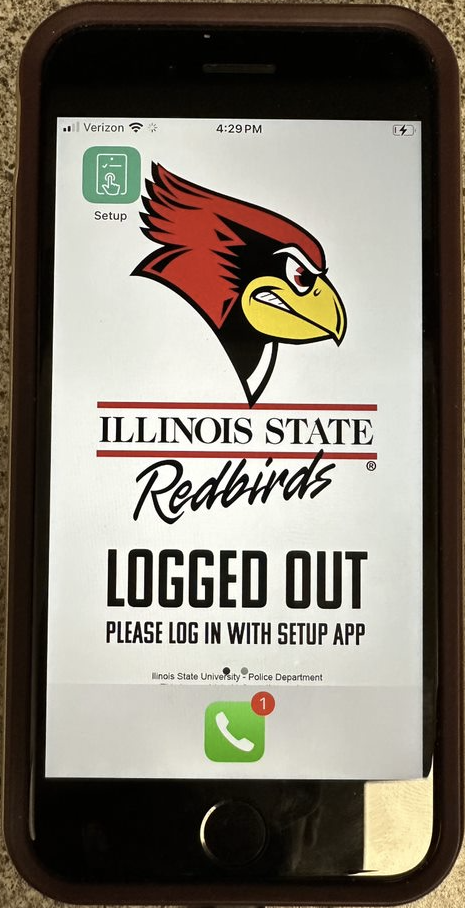 Verizon 4:29 PM
Setup
ILLINOIS STATE
Redbirds ®
LOGGED OUT
PLEASE LOG IN WITH SETUP APP
Ilinois State University - Police Department
1